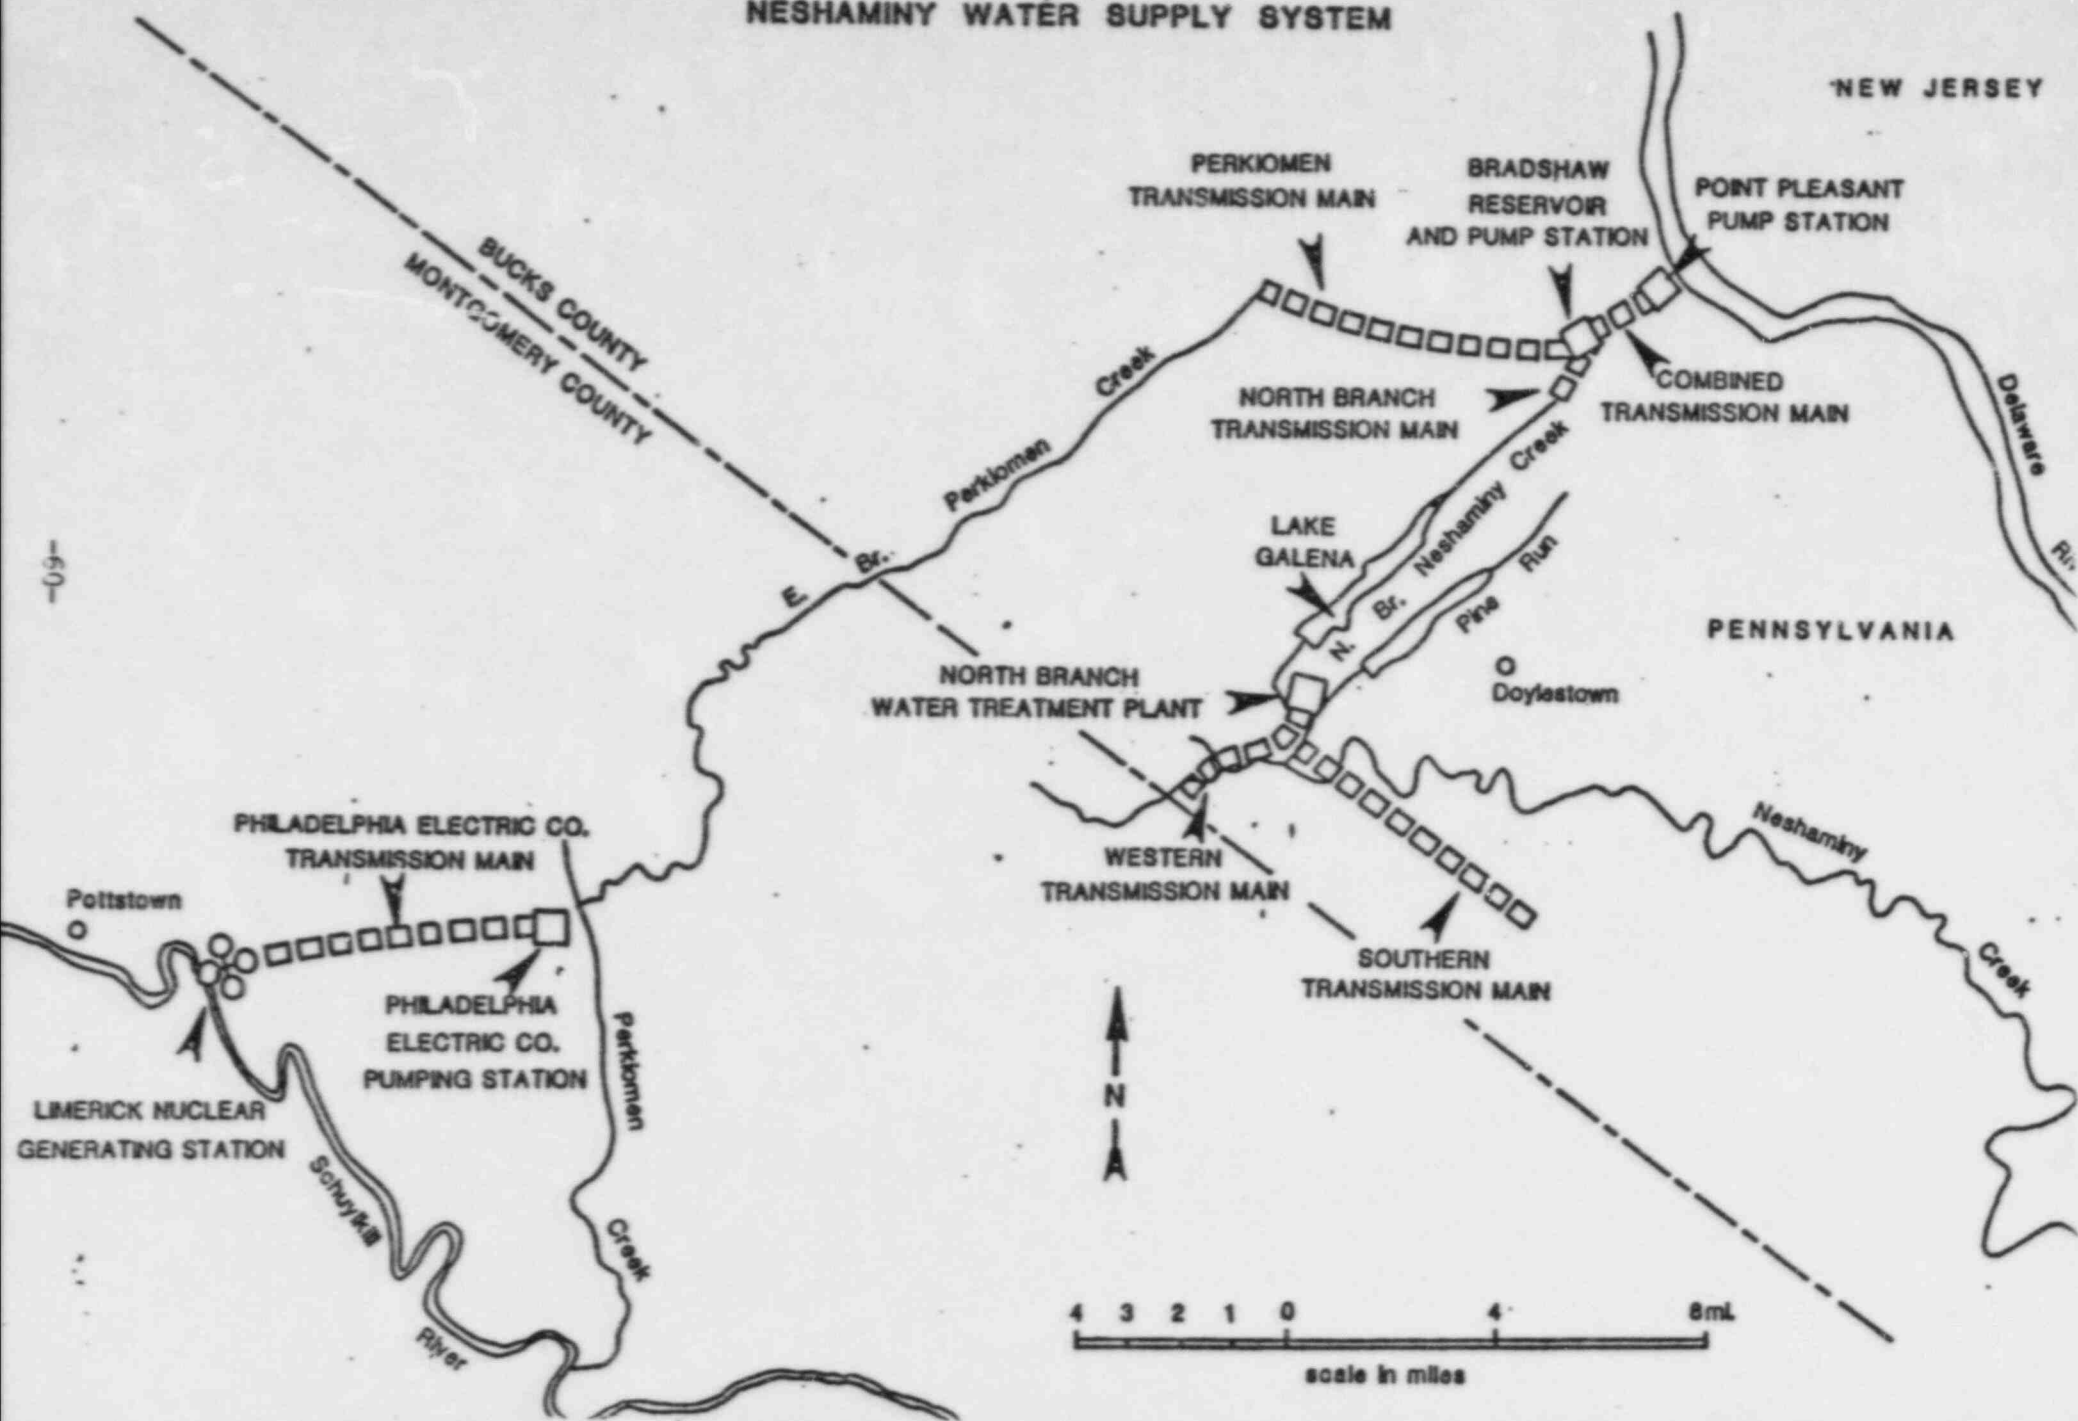 NESHAMINY WATER SUPPLY SYSTEM
NEW JERSEY
PERKIOMEN
TRANSMISSION MAIN
BRADSHAW
RESERVOIR
AND PUMP STATION
POINT PLEASANT
PUMP STATION
BUCKS COUNTY
MONTGOMERY COUNTY
NORTH BRANCH
TRANSMISSION MAIN
COMBINED
TRANSMISSION MAIN
Delaware
E. Br. Perkiomen Creek
LAKE
GALENA
N. Br. Neshaminy Creek
Pine Run
-60-
PENNSYLVANIA
Doylestown
NORTH BRANCH
WATER TREATMENT PLANT
Neshaminy Creek
PHILADELPHIA ELECTRIC CO.
TRANSMISSION MAIN
WESTERN
TRANSMISSION MAIN
Pottstown
SOUTHERN
TRANSMISSION MAIN
PHILADELPHIA
ELECTRIC CO.
PUMPING STATION
Perkiomen Creek
N
LIMERICK NUCLEAR
GENERATING STATION
Schuylkill River
4 3 2 1 0 4 8mi.
scale in miles